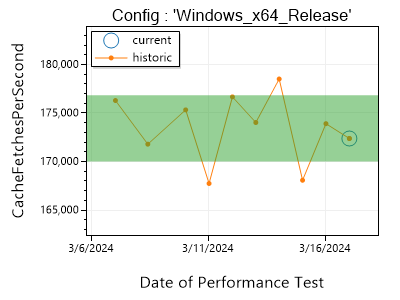 Config : 'Windows_x64_Release'
current
historic
CacheFetchesPerSecond
180,000
175,000
170,000
165,000
3/6/2024
3/11/2024
3/16/2024
Date of Performance Test